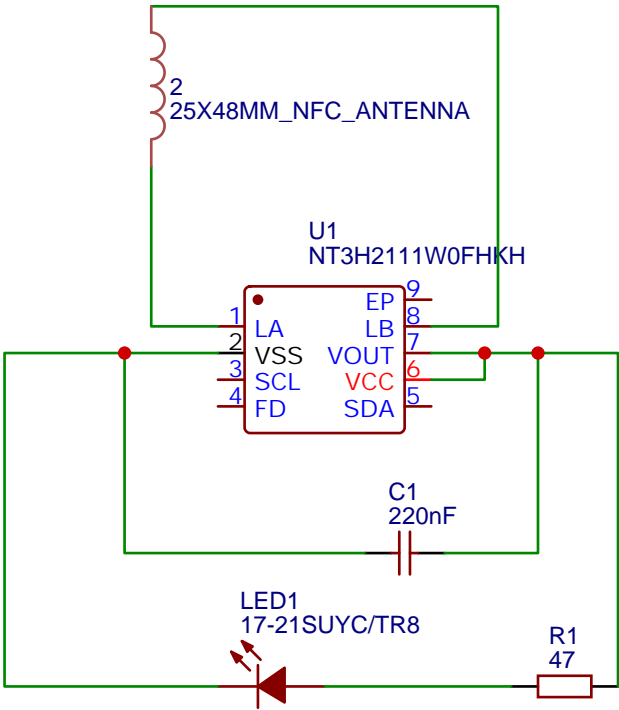 2
25X48MM_NFC_ANTENNA
U1
NT3H2111W0FHKH
1 LA
2 VSS
3 SCL
4 FD
EP 9
LB 8
VOUT 7
VCC 6
SDA 5
C1
220nF
LED1
17-21SUYC/TR8
R1
47